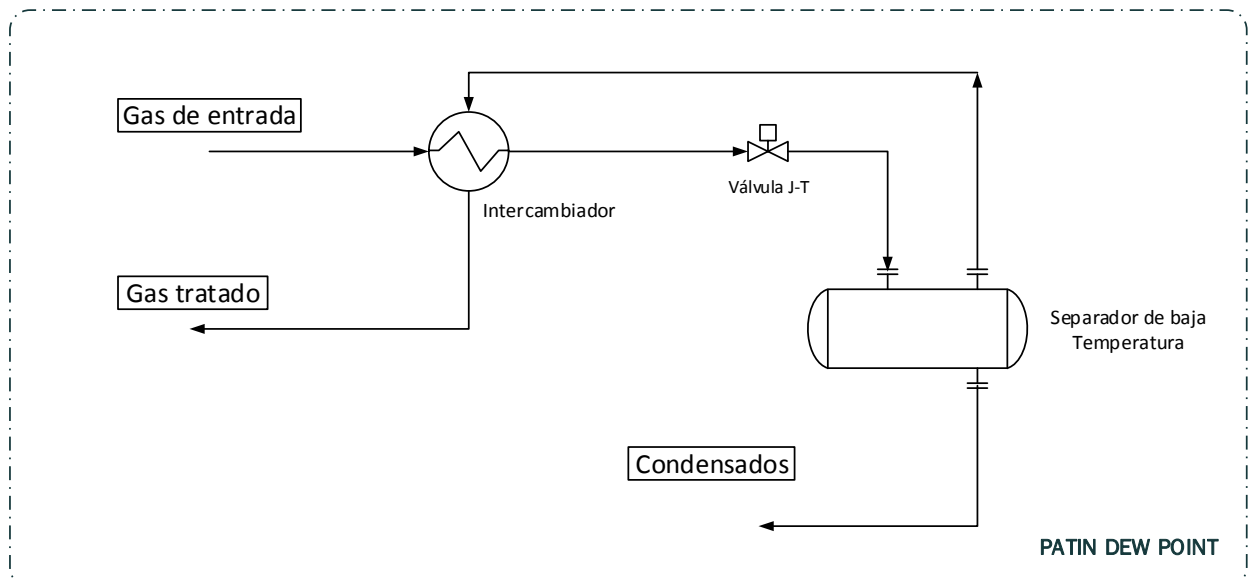 Gas de entrada
Válvula J-T
Intercambiador
Gas tratado
Separador de baja
Temperatura
Condensados
PATIN DEW POINT